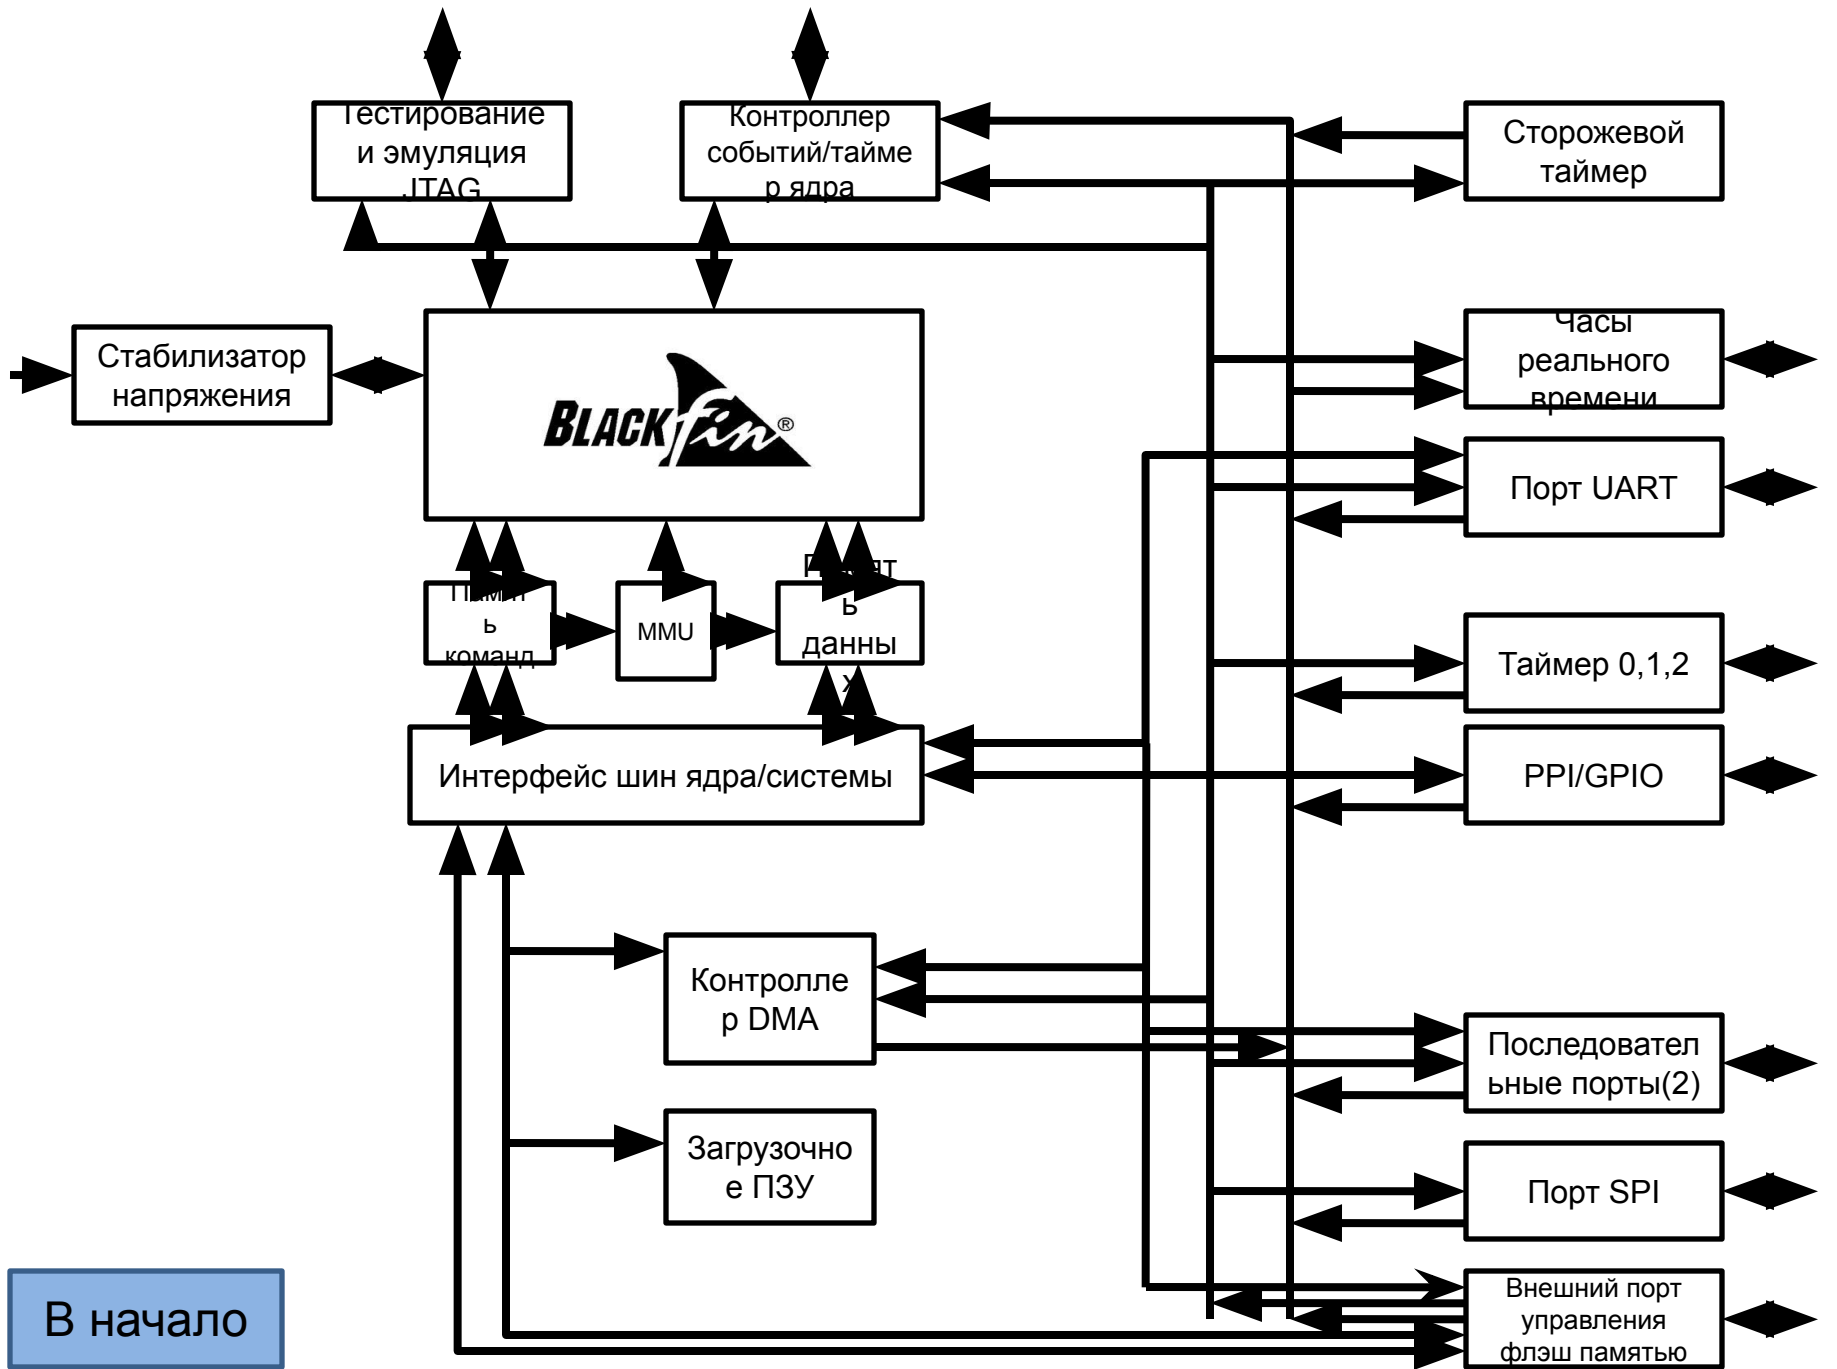 Тестирование
и эмуляция
JTAG
Контроллер
событий/тайме
р ядра
Сторожевой
таймер
Стабилизатор
напряжения
BLACKfin®
Часы
реального
времени
Порт UART
ь
команд
MMU
ь
данны
х
Таймер 0,1,2
Интерфейс шин ядра/системы
PPI/GPIO
Контролле
р DMA
Последовател
ьные порты(2)
Загрузочно
е ПЗУ
Порт SPI
В начало
Внешний порт
управления
флэш памятью